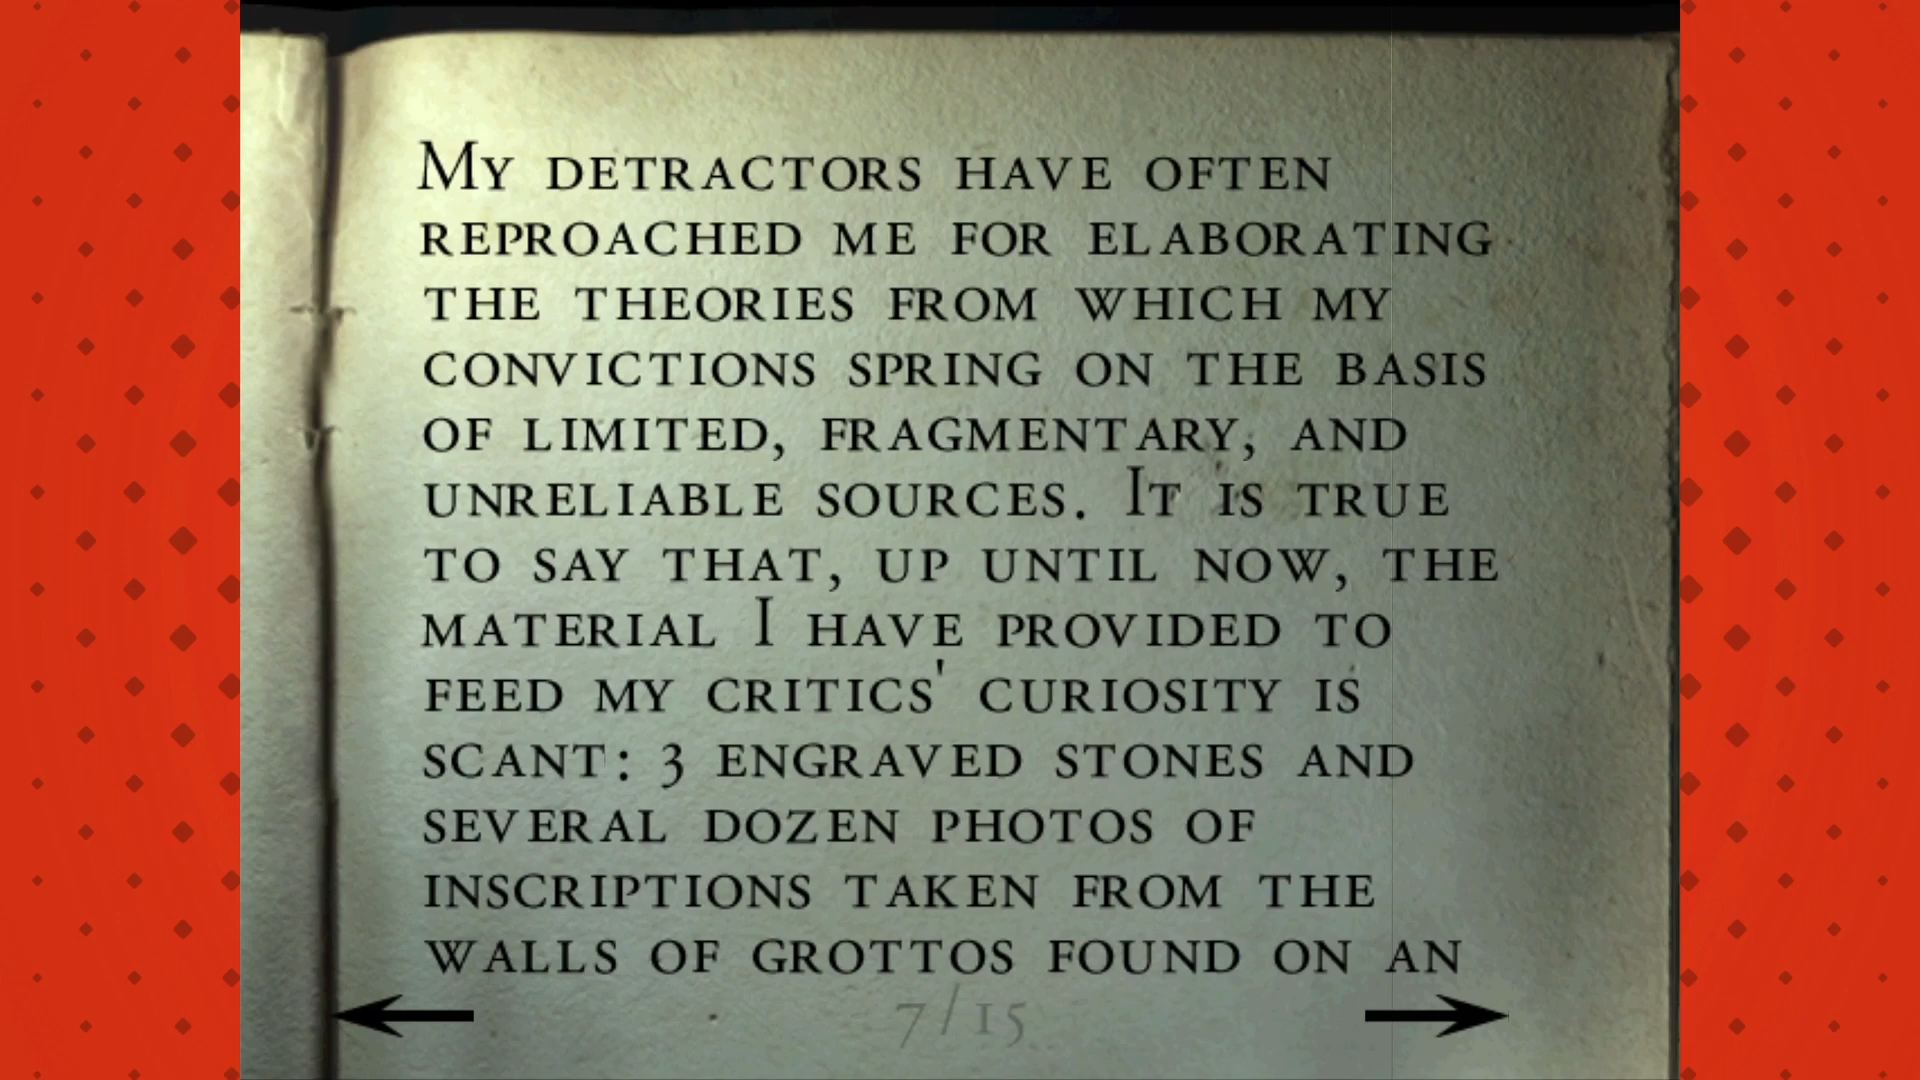 My detractors have often
reproached me for elaborating
the theories from which my
convictions spring on the basis
of limited, fragmentary, and
unreliable sources. It is true
to say that, up until now, the
material I have provided to
feed my critics' curiosity is
scant: 3 engraved stones and
several dozen photos of
inscriptions taken from the
walls of grottos found on an
7/15